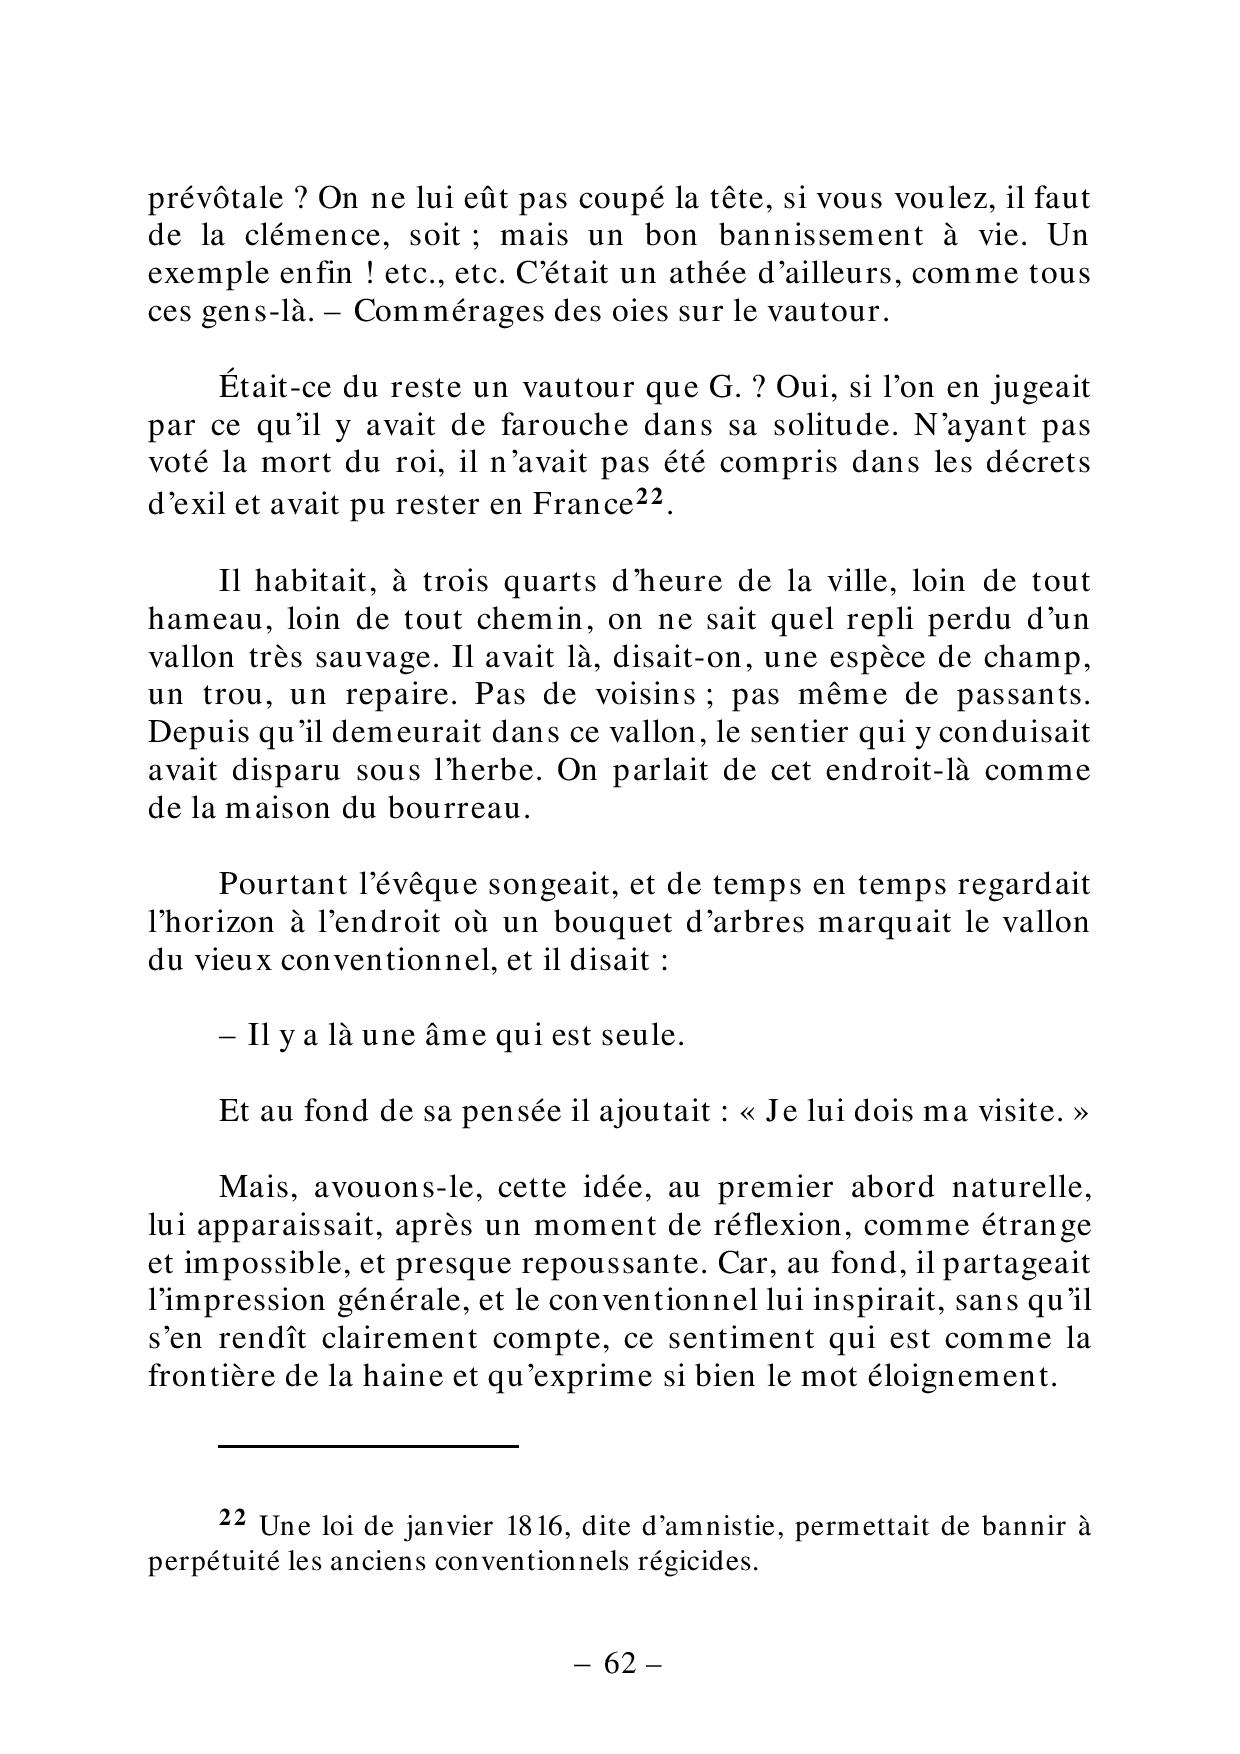 prévôtale ? On ne lui eût pas coupé la tête, si vous voulez, il faut
de la clémence, soit ; mais un bon bannissement à vie. Un
exemple enfin ! etc., etc. C’était un athée d’ailleurs, comme tous
ces gens-là. – Commérages des oies sur le vautour.
Était-ce du reste un vautour que G. ? Oui, si l’on en jugeait
par ce qu’il y avait de farouche dans sa solitude. N’ayant pas
voté la mort du roi, il n’avait pas été compris dans les décrets
d’exil et avait pu rester en France22.
Il habitait, à trois quarts d’heure de la ville, loin de tout
hameau, loin de tout chemin, on ne sait quel repli perdu d’un
vallon très sauvage. Il avait là, disait-on, une espèce de champ,
un trou, un repaire. Pas de voisins ; pas même de passants.
Depuis qu’il demeurait dans ce vallon, le sentier qui y conduisait
avait disparu sous l’herbe. On parlait de cet endroit-là comme
de la maison du bourreau.
Pourtant l’évêque songeait, et de temps en temps regardait
l’horizon à l’endroit où un bouquet d’arbres marquait le vallon
du vieux conventionnel, et il disait :
– Il y a là une âme qui est seule.
Et au fond de sa pensée il ajoutait : « Je lui dois ma visite. »
Mais, avouons-le, cette idée, au premier abord naturelle,
lui apparaissait, après un moment de réflexion, comme étrange
et impossible, et presque repoussante. Car, au fond, il partageait
l’impression générale, et le conventionnel lui inspirait, sans qu’il
s’en rendît clairement compte, ce sentiment qui est comme la
frontière de la haine et qu’exprime si bien le mot éloignement.
22 Une loi de janvier 1816, dite d’amnistie, permettait de bannir à
perpétuité les anciens conventionnels régicides.
– 62 –